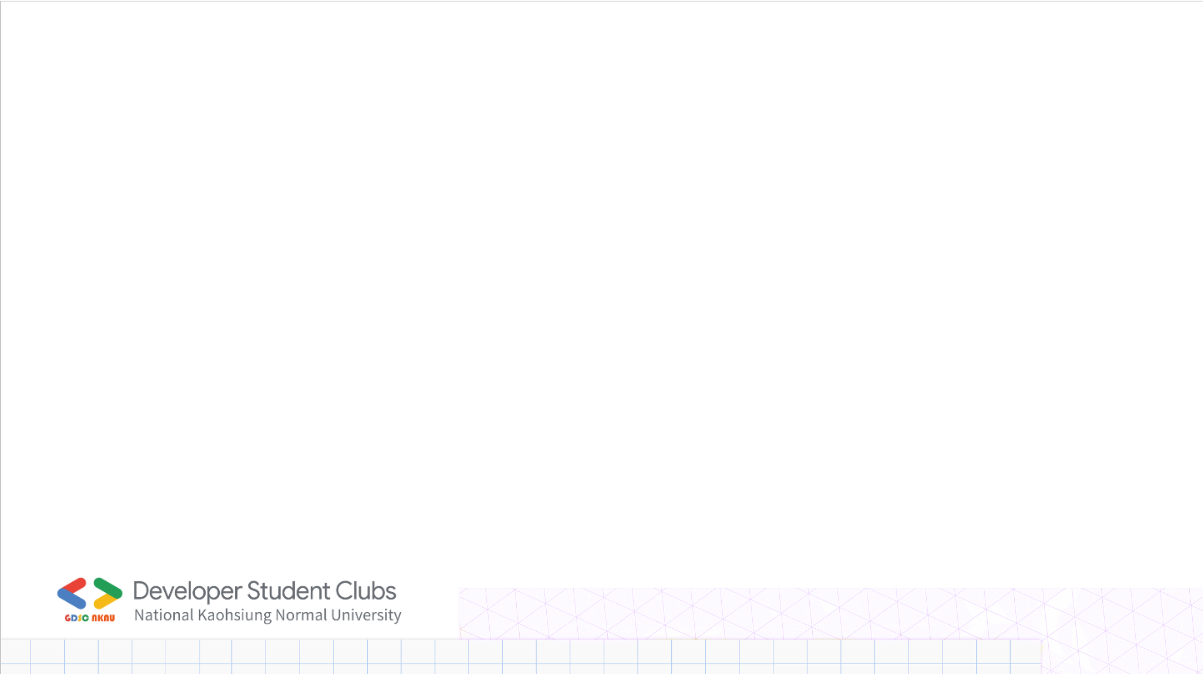 Developer Student Clubs
National Kaohsiung Normal University
GDSC NKNU